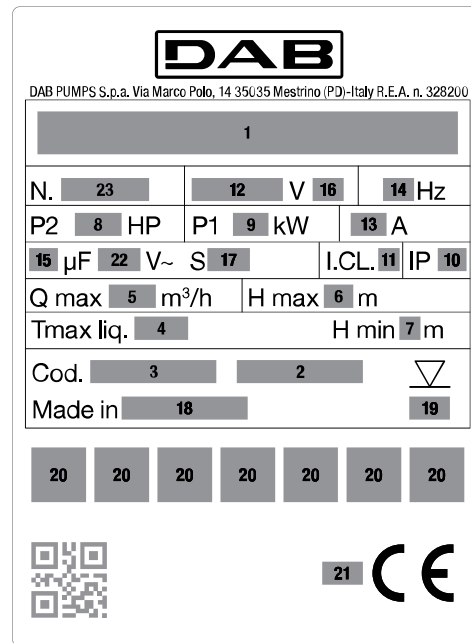 DAB
DAB PUMPS S.p.a. Via Marco Polo, 14 35035 Mestrino (PD)-Italy R.E.A. n. 328200
1
N. 23 12 V 16 14 Hz
P2 8 HP P1 9 kW 13 A
15 µF 22 V~ S 17 I.CL. 11 IP 10
Q max 5 m³/h H max 6 m
Tmax liq. 4 H min 7 m
Cod. 3 2
Made in 18 19
20 20 20 20 20 20 20
21 CE